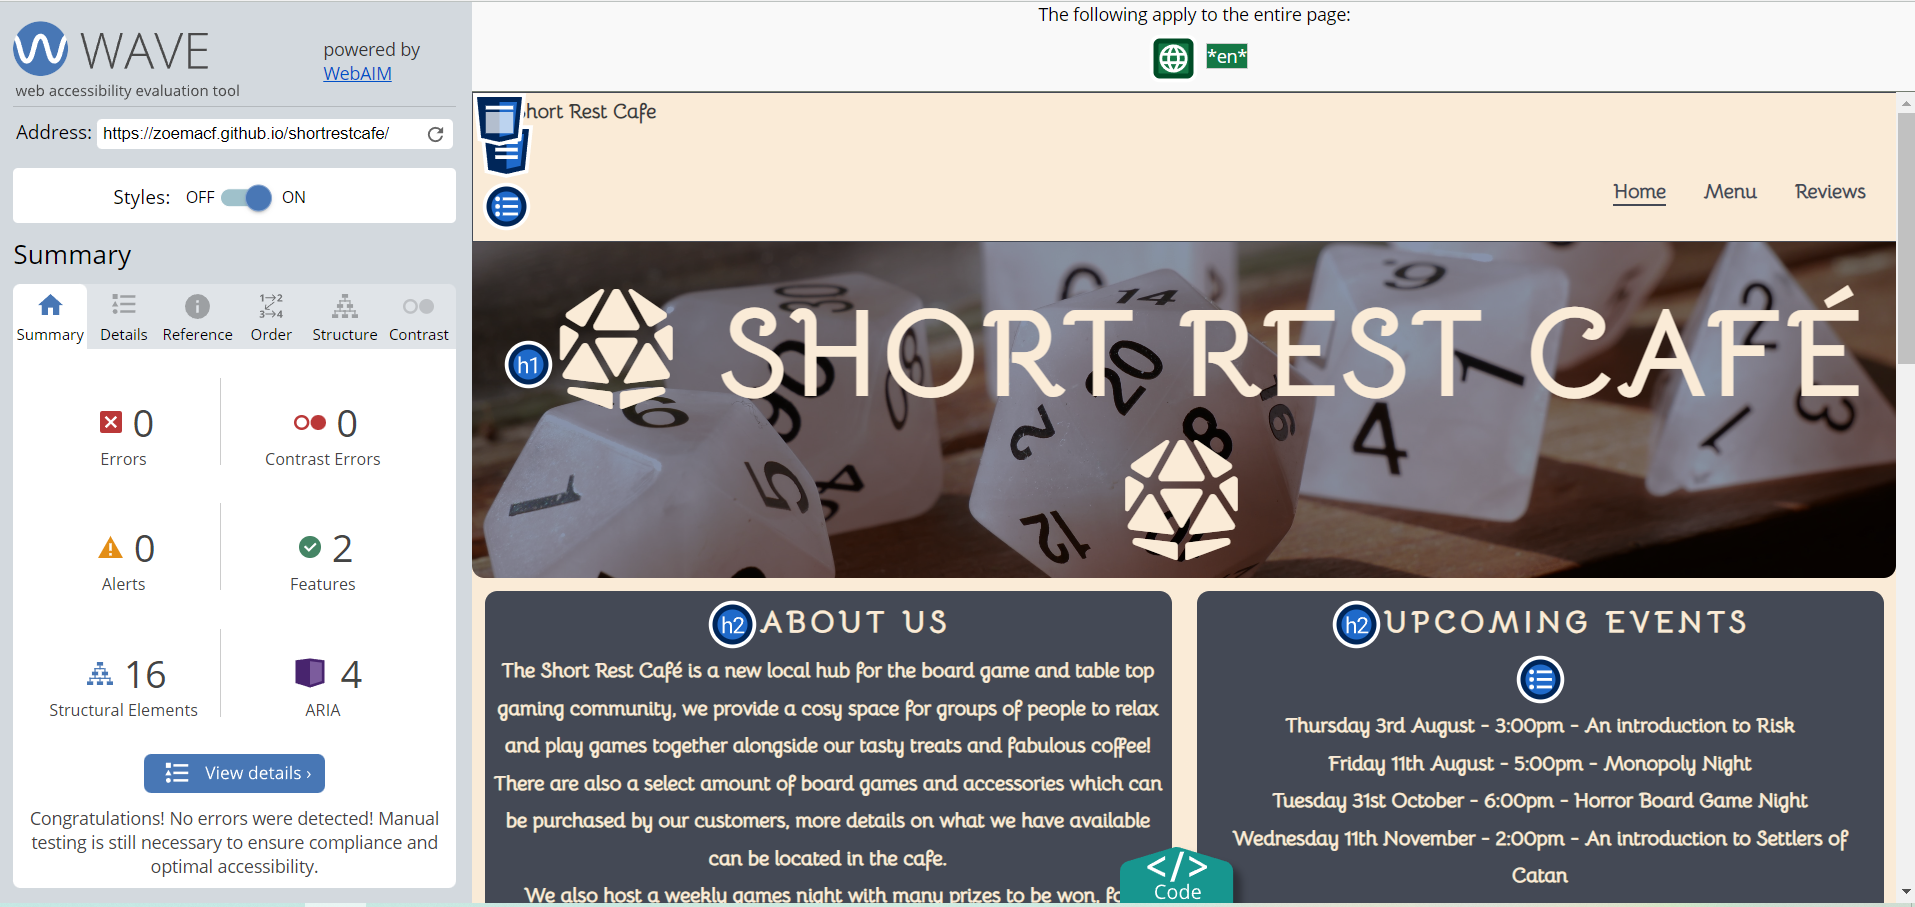 WAVE
powered by
WebAIM
web accessibility evaluation tool
Address: https://zoemacf.github.io/shortrestcafe/
Styles: OFF ON
Summary
Summary Details Reference Order Structure Contrast
0 0
Errors Contrast Errors
0 2
Alerts Features
16 4
Structural Elements ARIA
View details ›
Congratulations! No errors were detected! Manual
testing is still necessary to ensure compliance and
optimal accessibility.
The following apply to the entire page:
*en*
Short Rest Cafe
Home Menu Reviews
h1 SHORT REST CAFÉ
h2 ABOUT US
The Short Rest Café is a new local hub for the board game and table top
gaming community, we provide a cosy space for groups of people to relax
and play games together alongside our tasty treats and fabulous coffee!
There are also a select amount of board games and accessories which can
be purchased by our customers, more details on what we have available
can be located in the cafe.
We also host a weekly games night with many prizes to be won,
h2 UPCOMING EVENTS
Thursday 3rd August - 3:00pm - An introduction to Risk
Friday 11th August - 5:00pm - Monopoly Night
Tuesday 31st October - 6:00pm - Horror Board Game Night
Wednesday 11th November - 2:00pm - An introduction to Settlers of
Catan
</>
Code